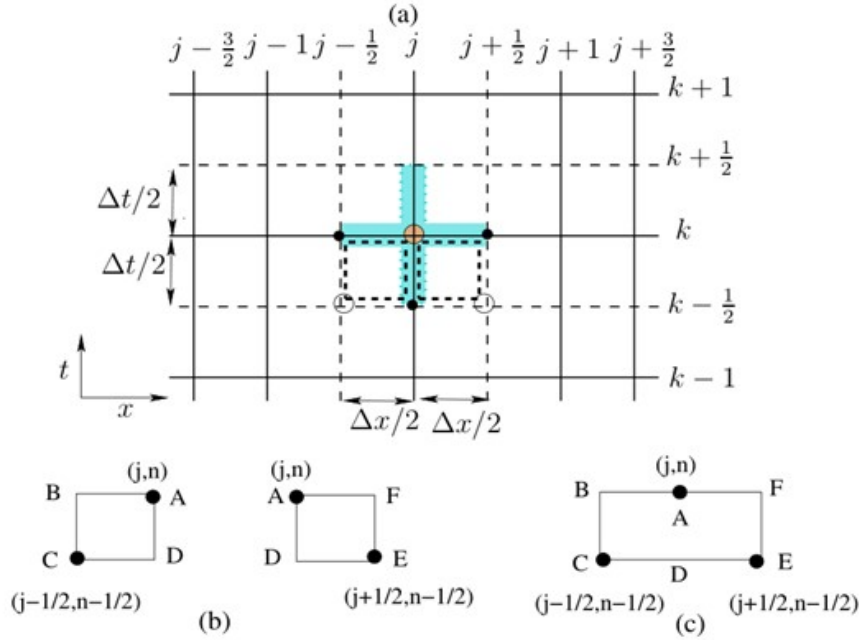 (a)
j − 3/2 j − 1 j − 1/2 j j + 1/2 j + 1 j + 3/2
k + 1
k + 1/2
Δt/2
k
Δt/2
k − 1/2
t
k − 1
x
Δx/2 Δx/2
(j,n) (j,n) (j,n)
B A A F B F
A
C D D E C D E
(j−1/2,n−1/2) (j+1/2,n−1/2) (j−1/2,n−1/2) (j+1/2,n−1/2)
(b) (c)